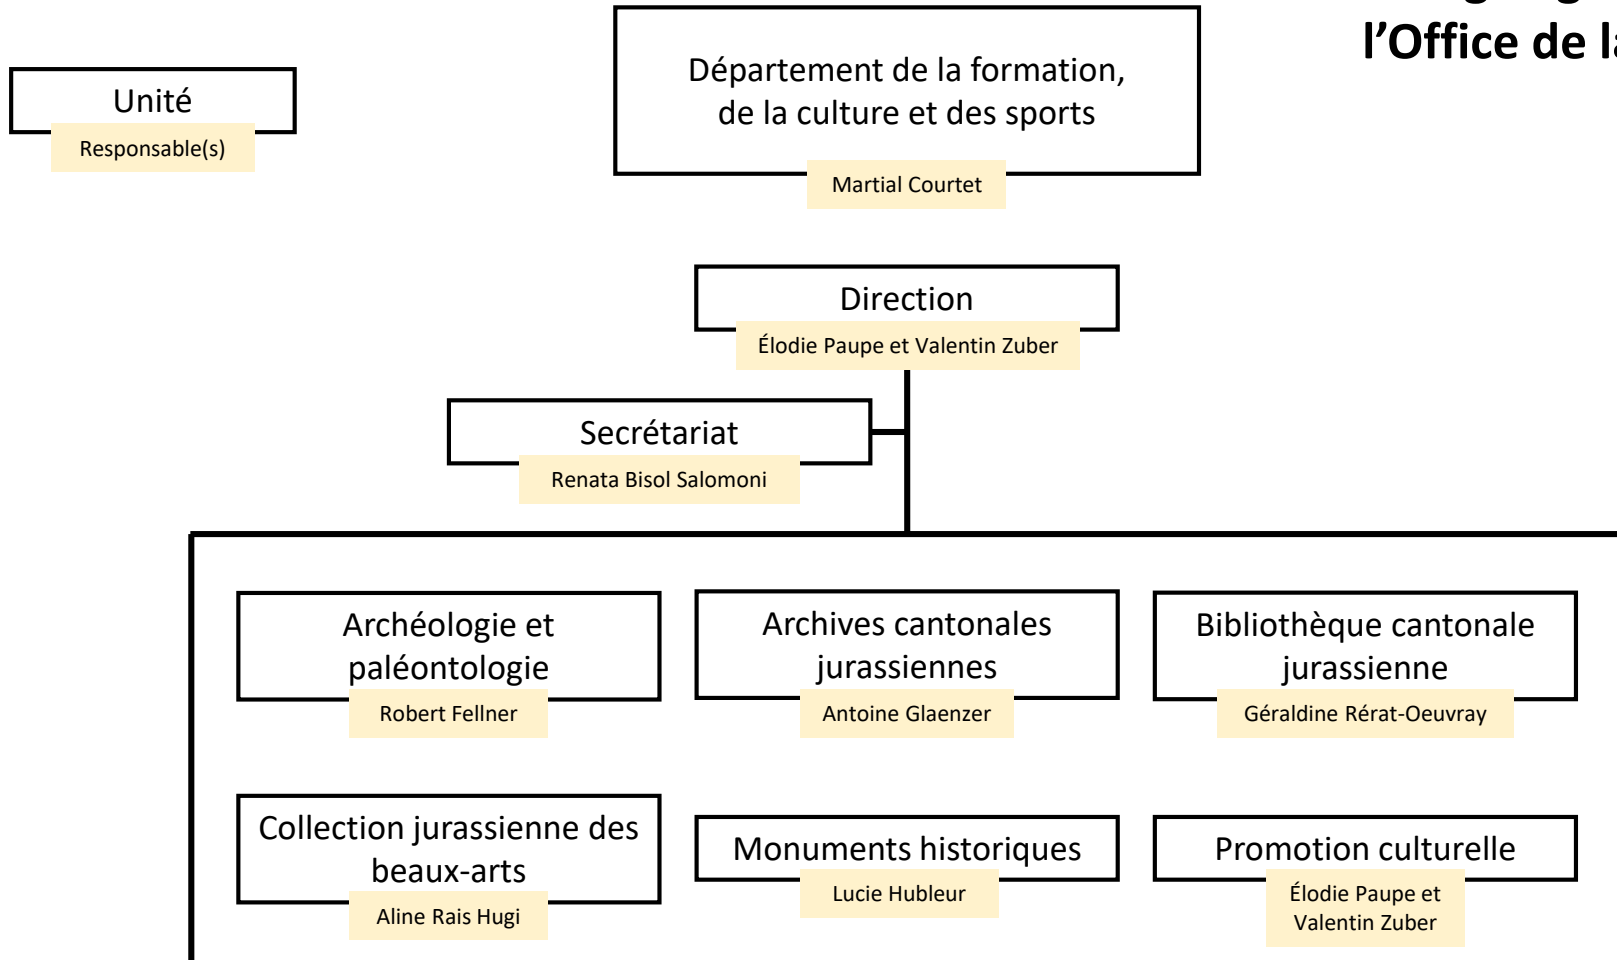 l'Office de la
Unité
Responsable(s)
Département de la formation,
de la culture et des sports
Martial Courtet
Direction
Élodie Paupe et Valentin Zuber
Secrétariat
Renata Bisol Salomoni
Archéologie et
paléontologie
Robert Fellner
Archives cantonales
jurassiennes
Antoine Glaenzer
Bibliothèque cantonale
jurassienne
Géraldine Rérat-Oeuvray
Collection jurassienne des
beaux-arts
Aline Rais Hugi
Monuments historiques
Lucie Hubleur
Promotion culturelle
Élodie Paupe et
Valentin Zuber